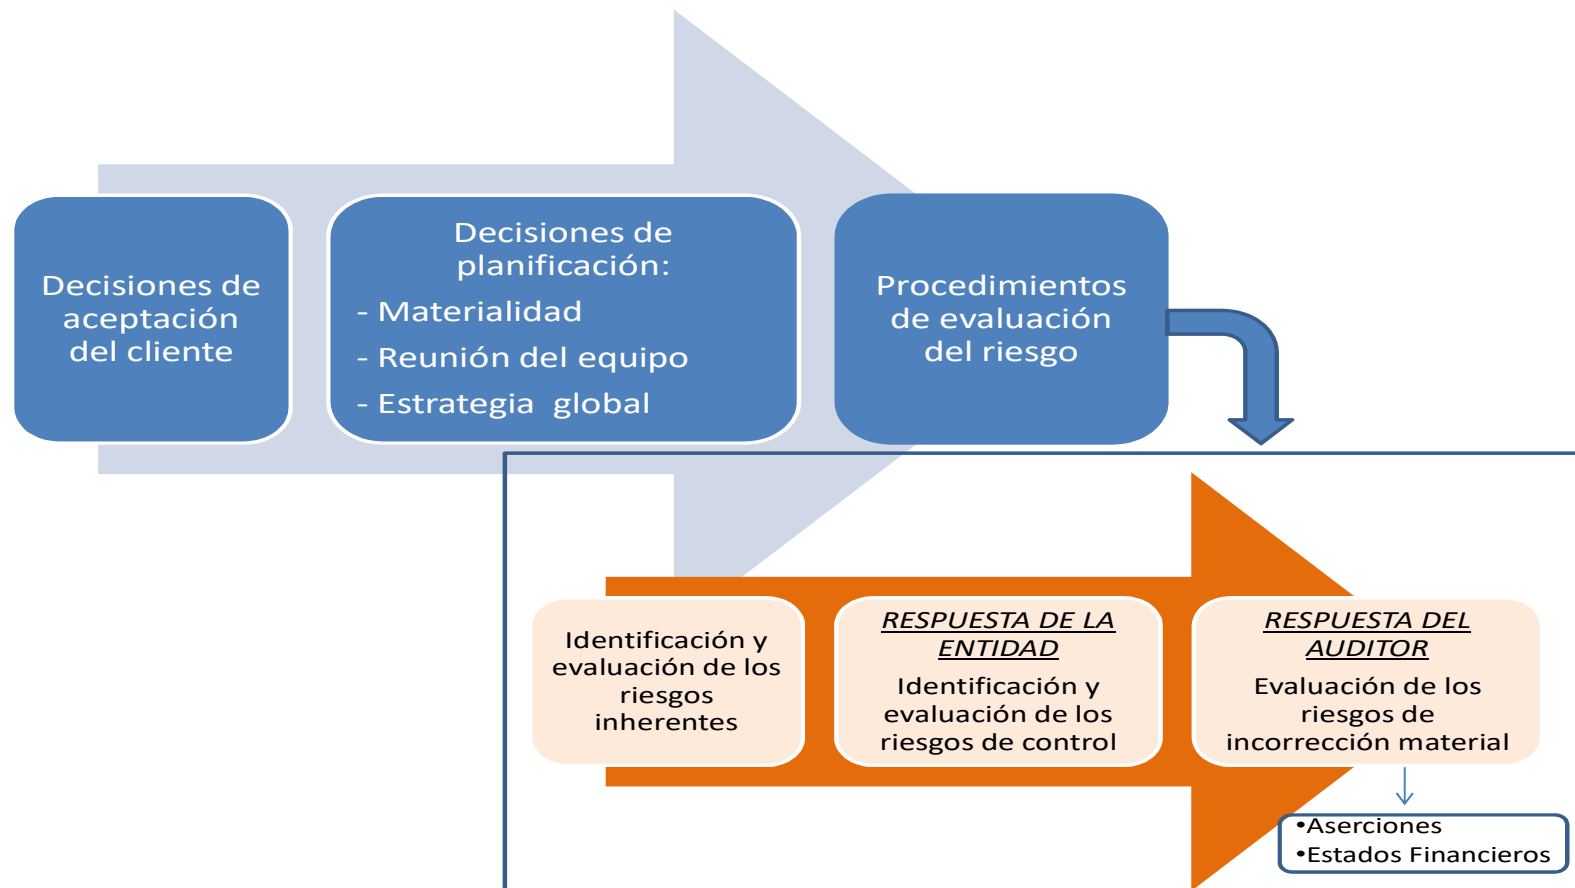 Decisiones de
aceptación
del cliente
Decisiones de
planificación:
- Materialidad
- Reunión del equipo
- Estrategia  global
Procedimientos
de evaluación
del riesgo
Identificación y
evaluación de los
riesgos
inherentes
RESPUESTA DE LA
ENTIDAD
Identificación y
evaluación de los
riesgos de control
RESPUESTA DEL
AUDITOR
Evaluación de los
riesgos de
incorrección material
•Aserciones
•Estados Financieros